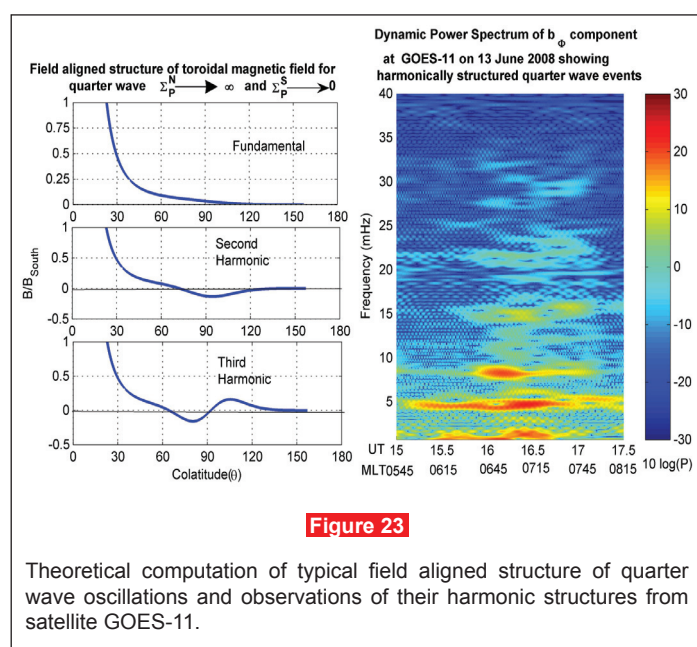 Field aligned structure of toroidal magnetic field for
quarter wave Σ_P^N → ∞ and Σ_P^S → 0
1
0.75
0.5
0.25
0
Fundamental
0 30 60 90 120 150 180
1
0.5
0
-0.5
Second
Harmonic
0 30 60 90 120 150 180
B/B_South
1
0.5
0
-0.5
Third
Harmonic
0 30 60 90 120 150 180
Colatitude(θ)
Dynamic Power Spectrum of b_Φ component
at GOES-11 on 13 June 2008 showing
harmonically structured quarter wave events
40
35
30
25
20
15
10
5
Frequency (mHz)
UT 15 15.5 16 16.5 17 17.5
MLT0545 0615 0645 0715 0745 0815
30
20
10
0
-10
-20
-30
10 log(P)
Figure 23
Theoretical computation of typical field aligned structure of quarter
wave oscillations and observations of their harmonic structures from
satellite GOES-11.